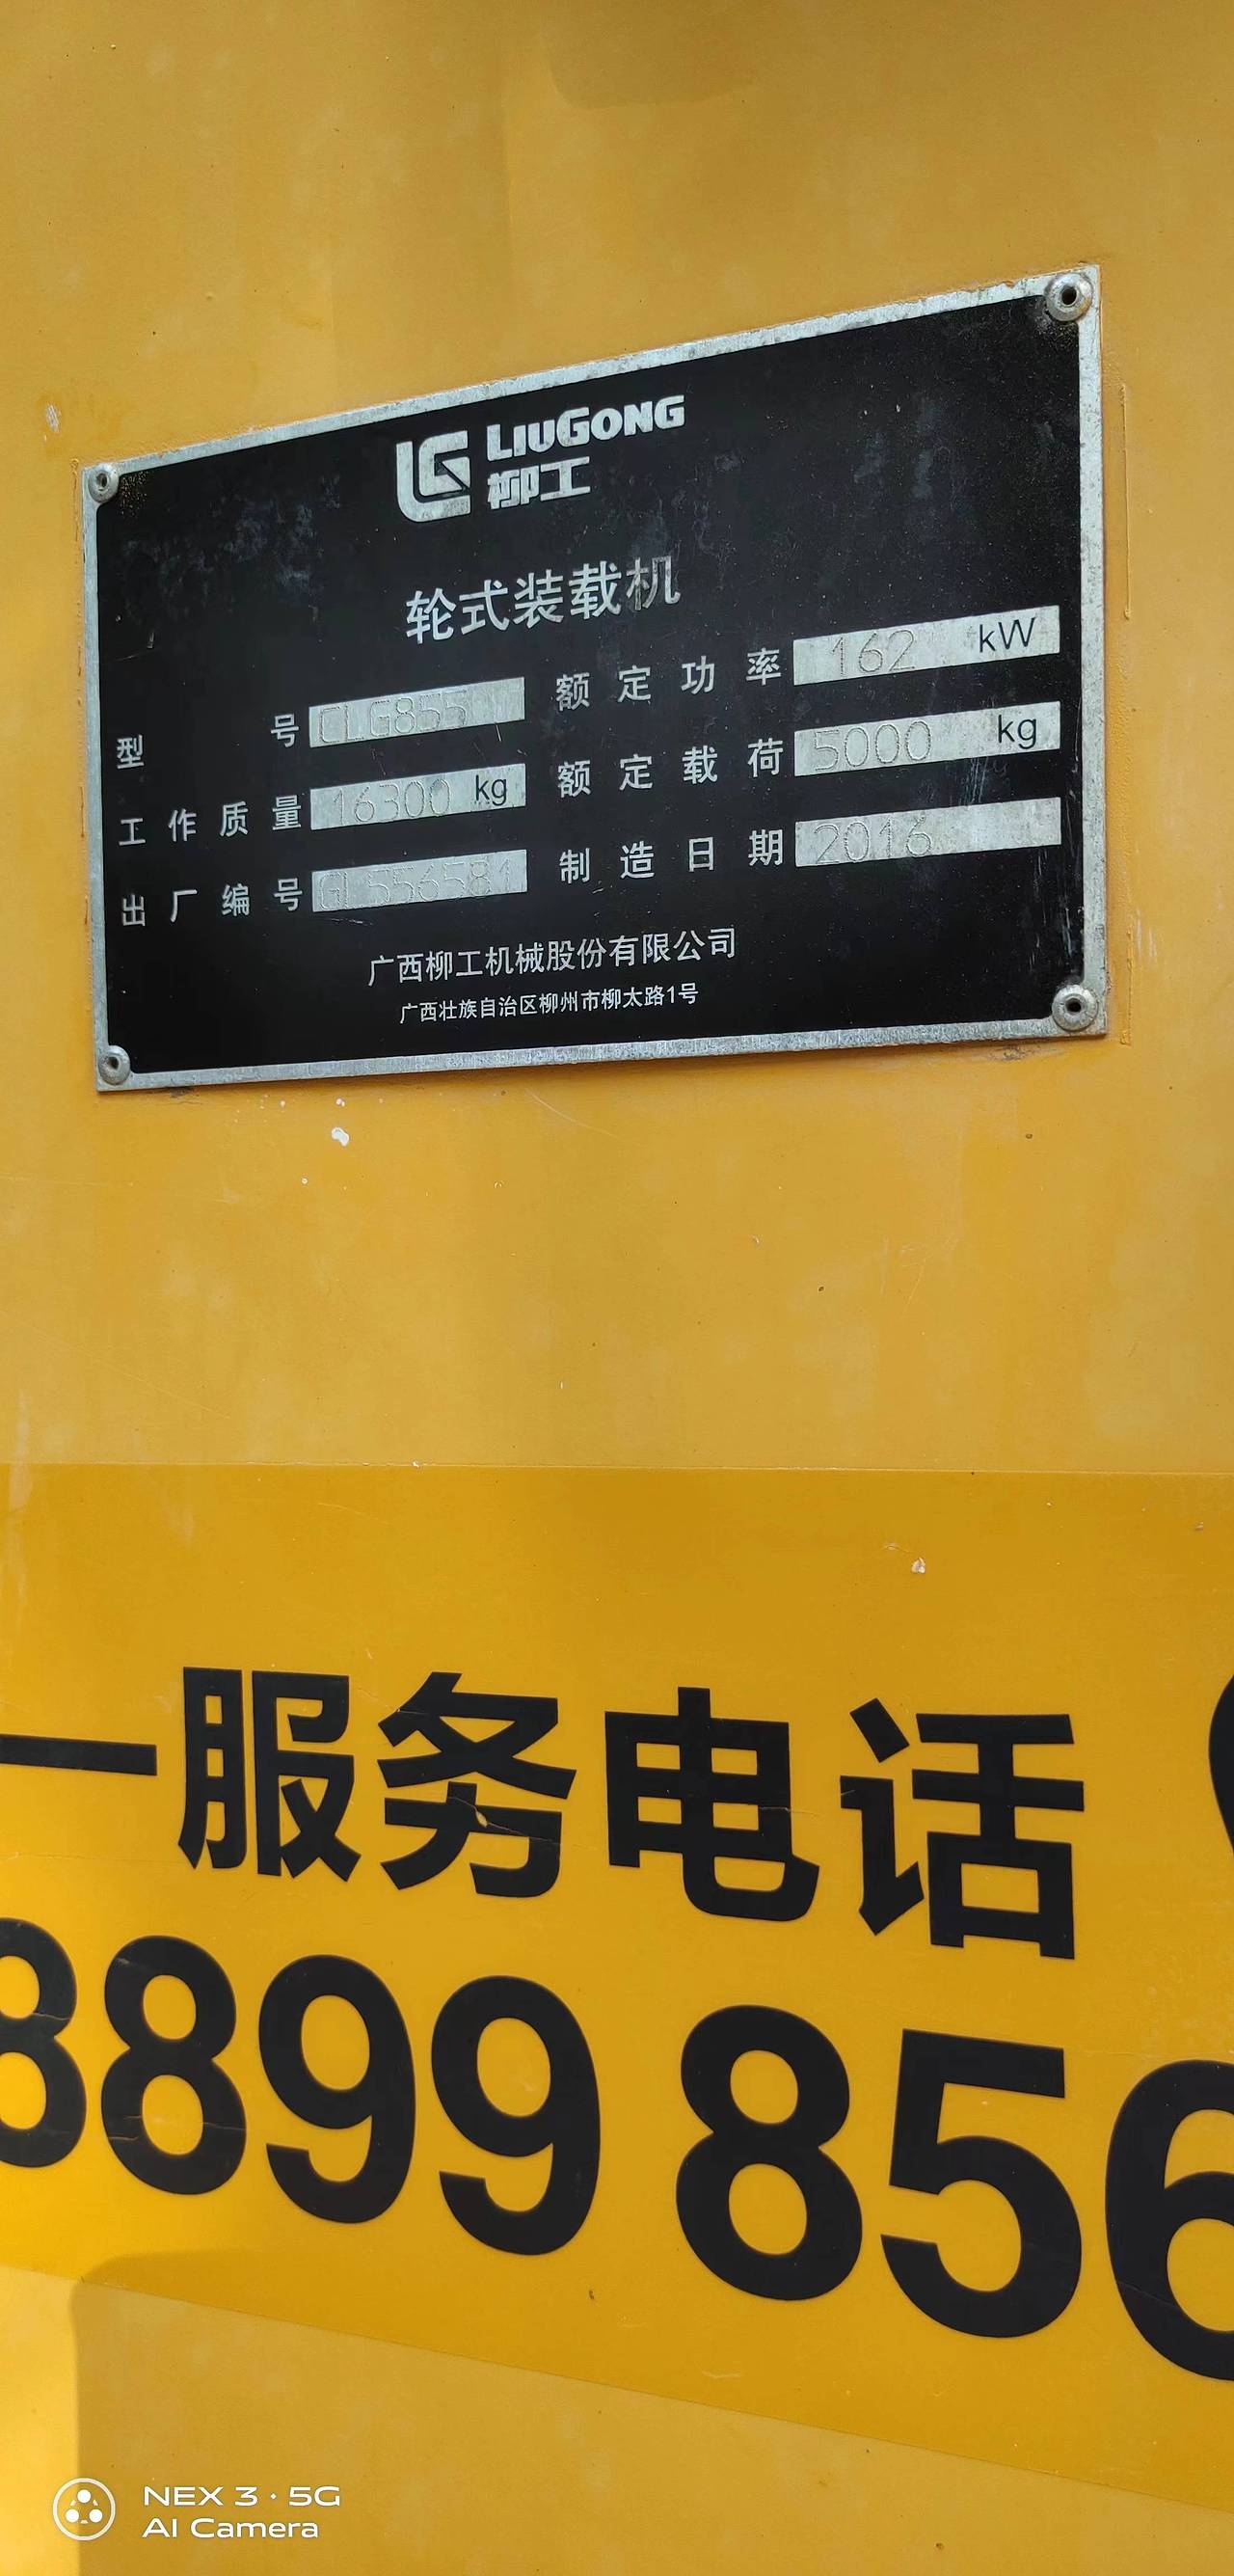 LIUGONG
柳工
轮式装载机
型号 CLG855 额定功率 162 kW
工作质量 16300 kg 额定载荷 5000 kg
出厂编号 GL556581 制造日期 2016
广西柳工机械股份有限公司
广西壮族自治区柳州市柳太路1号
一服务电话
8899 856
NEX 3·5G
AI Camera